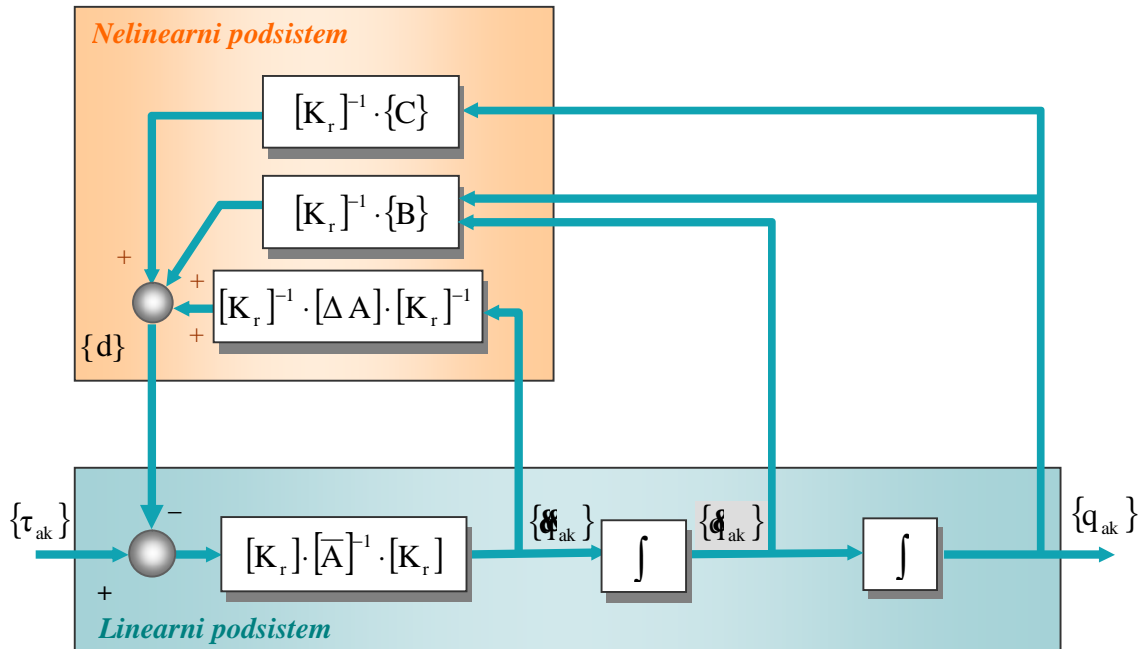 Nelinearni podsistem
[K_r]^{-1} · {C}
[K_r]^{-1} · {B}
+
+
[K_r]^{-1} · [Δ A] · [K_r]^{-1}
+
{d}
{τ_ak}
−
[K_r] · [A̅]^{-1} · [K_r]
∫
∫
{q_ak}
+
Linearni podsistem